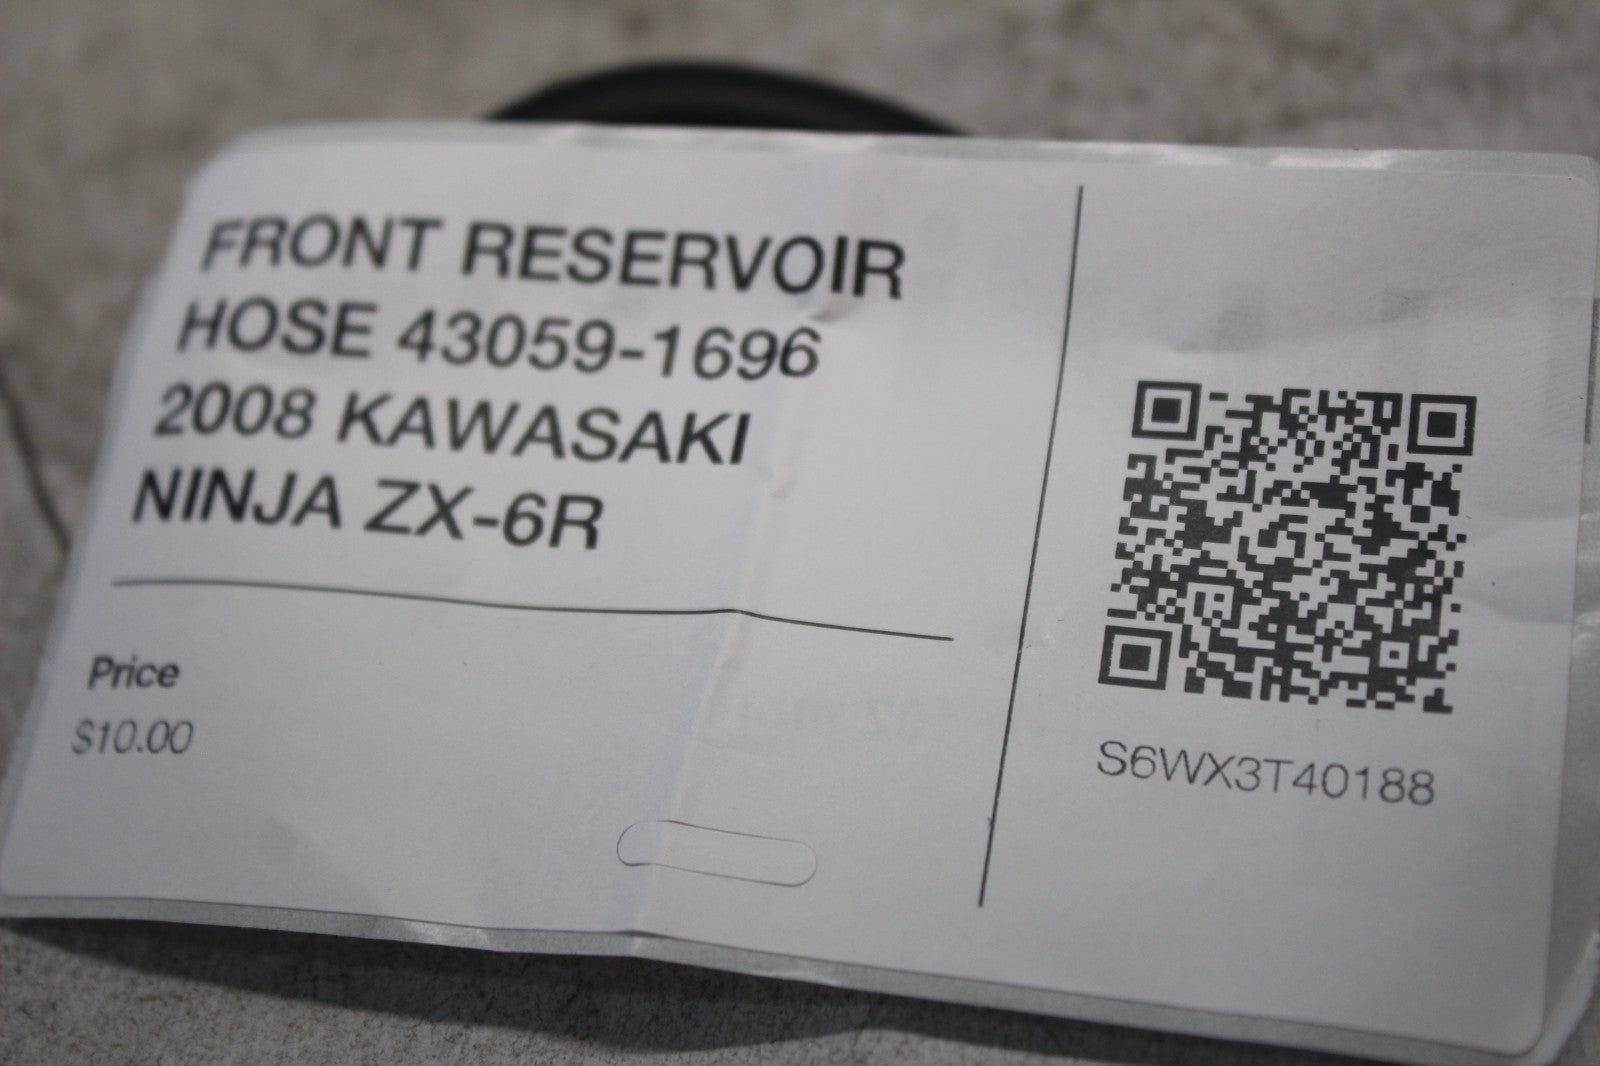 FRONT RESERVOIR
HOSE 43059-1696
2008 KAWASAKI
NINJA ZX-6R
Price
$10.00
S6WX3T40188